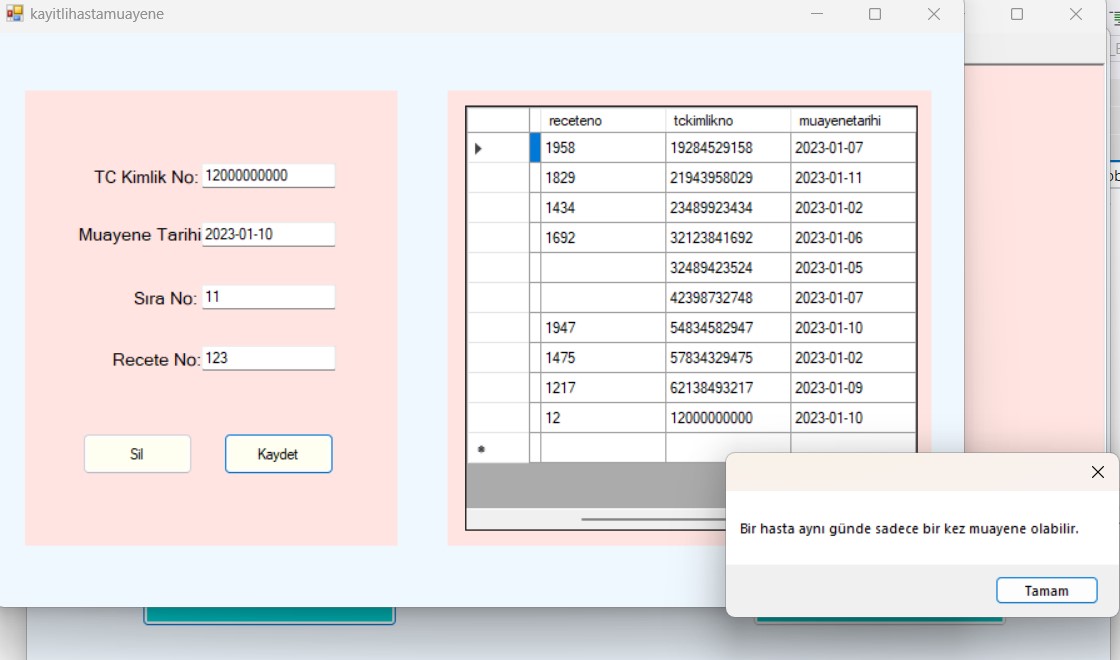 kayitlihastamuayene
TC Kimlik No: 12000000000
Muayene Tarihi 2023-01-10
Sıra No: 11
Recete No: 123
Sil Kaydet
receteno tckimlikno muayenetarihi
1958 19284529158 2023-01-07
1829 21943958029 2023-01-11
1434 23489923434 2023-01-02
1692 32123841692 2023-01-06
32489423524 2023-01-05
42398732748 2023-01-07
1947 54834582947 2023-01-10
1475 57834329475 2023-01-02
1217 62138493217 2023-01-09
12 12000000000 2023-01-10
Bir hasta aynı günde sadece bir kez muayene olabilir.
Tamam